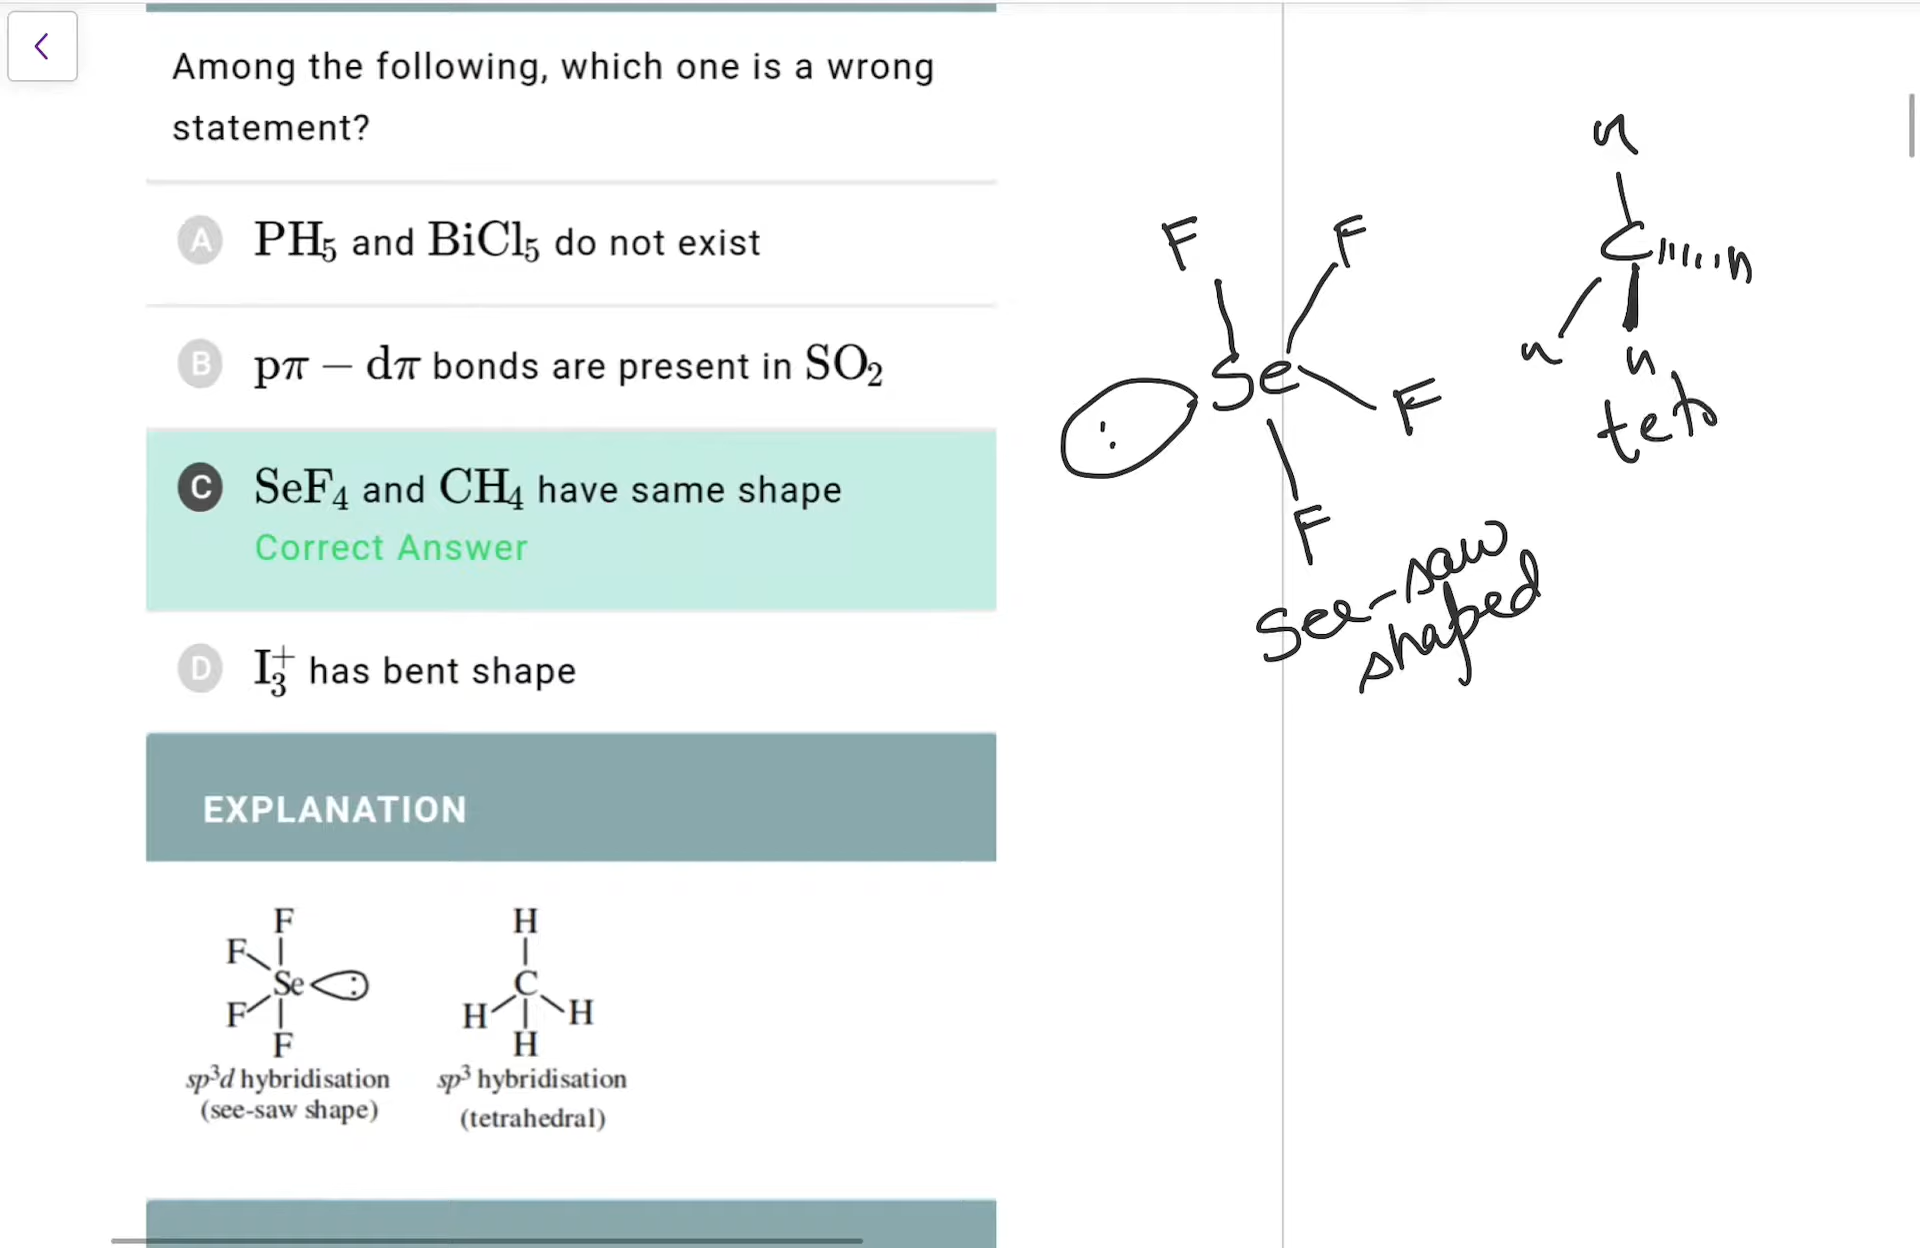 Among the following, which one is a wrong
statement?
A PH₅ and BiCl₅ do not exist
B pπ − dπ bonds are present in SO₂
C SeF₄ and CH₄ have same shape
Correct Answer
D I₃⁺ has bent shape
EXPLANATION
F
F
Se :
F
F
sp³d hybridisation
(see-saw shape)
H
C
H H
H
sp³ hybridisation
(tetrahedral)
F F
Se
:
F
F
See-saw
shaped
C